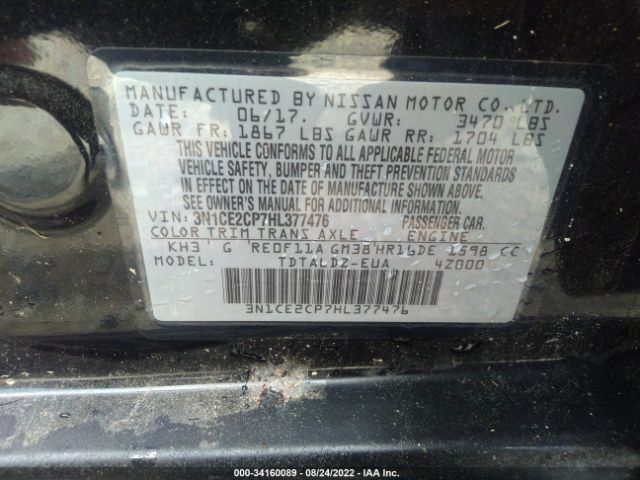 MANUFACTURED BY NISSAN MOTOR CO., LTD.
DATE: 06/17. GVWR: 3470 LBS
GAWR FR: 1867 LBS GAWR RR: 1704 LBS
THIS VEHICLE CONFORMS TO ALL APPLICABLE FEDERAL MOTOR
VEHICLE SAFETY, BUMPER AND THEFT PREVENTION STANDARDS
IN EFFECT ON THE DATE OF MANUFACTURE SHOWN ABOVE.
SEE OWNER'S MANUAL FOR ADDITIONAL INFORMATION.
VIN: 3N1CE2CP7HL377476 PASSENGER CAR.
COLOR TRIM TRANS AXLE ENGINE
KH3 G RE0F11A GM38 HR16DE 1598 CC
MODEL: TDTALDZ-EUA 4Z000
3N1CE2CP7HL377476
000-34160089 - 08/24/2022 - IAA Inc.